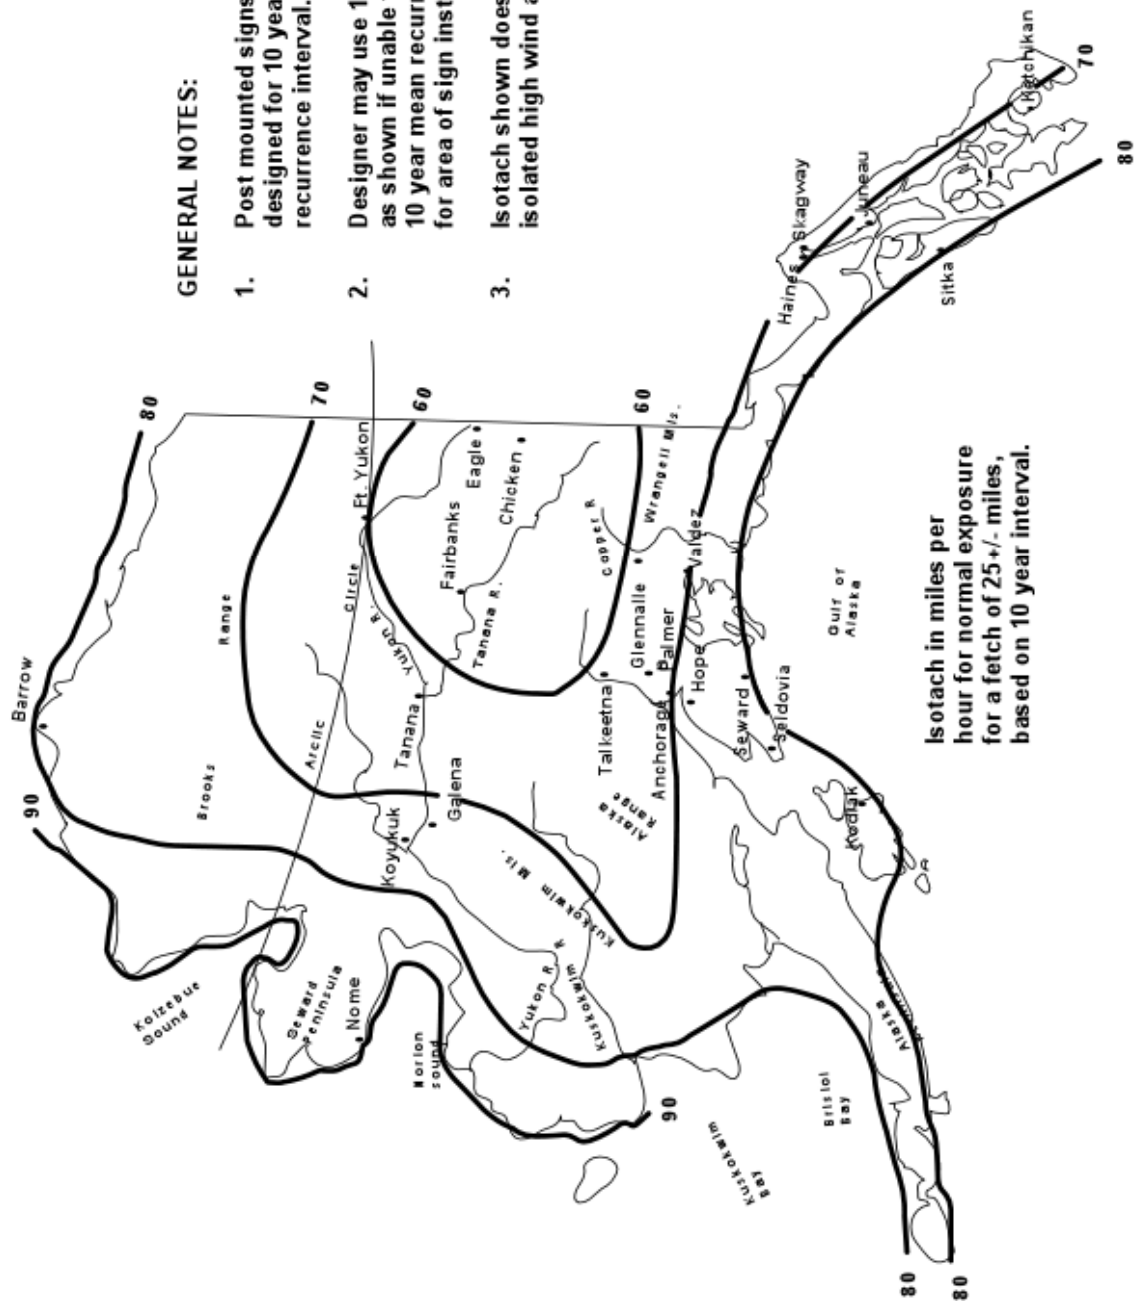 GENERAL NOTES:
1. Post mounted signs
designed for 10 yea
recurrence interval.
2. Designer may use 1
as shown if unable
10 year mean recurr
for area of sign inst
3. Isotach shown does
isolated high wind a
Barrow
90
80
70
60
60
Brooks
Range
Arctic
Circle
Ft. Yukon
Yukon R.
Eagle
Chicken
Fairbanks
Tanana R.
Tanana
Koyukuk
Galena
Kotzebue
Sound
Seward
Peninsula
Nome
Norton
sound
Yukon R
Kuskokwim R
Kuskokwim Mts.
Alaska
Range
Talkeetna
Copper R
Wrangell Mts.
Glennalle
Palmer
Anchorage
Valdez
Hope
Seward
Seldovia
Kodiak
90
Kuskokwim
Bay
Bristol
Bay
Alaska
Peninsula
Gulf of
Alaska
Haines
Skagway
Juneau
Sitka
Ketchikan
70
80
80
80
Isotach in miles per
hour for normal exposure
for a fetch of 25+/- miles,
based on 10 year interval.